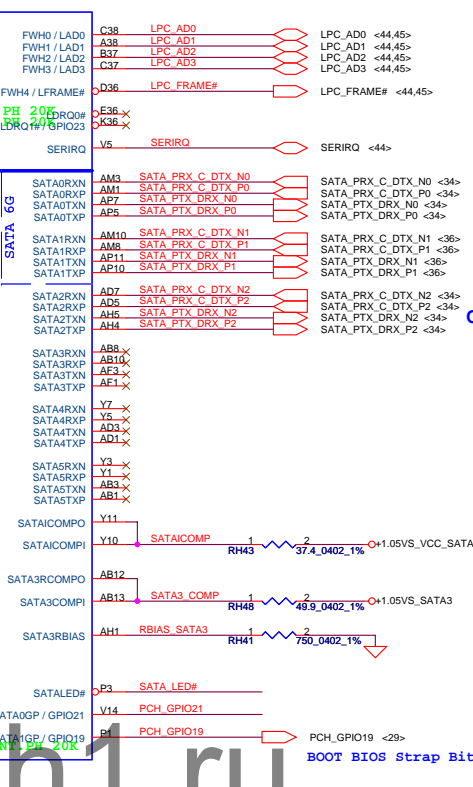 FWH0 / LAD0 C38 LPC_AD0 LPC_AD0 <44,45>
FWH1 / LAD1 A38 LPC_AD1 LPC_AD1 <44,45>
FWH2 / LAD2 B37 LPC_AD2 LPC_AD2 <44,45>
FWH3 / LAD3 C37 LPC_AD3 LPC_AD3 <44,45>
FWH4 / LFRAME# D36 LPC_FRAME# LPC_FRAME# <44,45>
PH 20K LDRQ0# E36
PH 20K LDRQ1# / GPIO23 K36
SERIRQ V5 SERIRQ SERIRQ <44>
SATA 6G
SATA0RXN AM3 SATA_PRX_C_DTX_N0 SATA_PRX_C_DTX_N0 <34>
SATA0RXP AM1 SATA_PRX_C_DTX_P0 SATA_PRX_C_DTX_P0 <34>
SATA0TXN AP7 SATA_PTX_DRX_N0 SATA_PTX_DRX_N0 <34>
SATA0TXP AP5 SATA_PTX_DRX_P0 SATA_PTX_DRX_P0 <34>
SATA1RXN AM10 SATA_PRX_C_DTX_N1 SATA_PRX_C_DTX_N1 <36>
SATA1RXP AM8 SATA_PRX_C_DTX_P1 SATA_PRX_C_DTX_P1 <36>
SATA1TXN AP11 SATA_PTX_DRX_N1 SATA_PTX_DRX_N1 <36>
SATA1TXP AP10 SATA_PTX_DRX_P1 SATA_PTX_DRX_P1 <36>
SATA2RXN AD7 SATA_PRX_C_DTX_N2 SATA_PRX_C_DTX_N2 <34>
SATA2RXP AD5 SATA_PRX_C_DTX_P2 SATA_PRX_C_DTX_P2 <34>
SATA2TXN AH5 SATA_PTX_DRX_N2 SATA_PTX_DRX_N2 <34>
SATA2TXP AH4 SATA_PTX_DRX_P2 SATA_PTX_DRX_P2 <34>
SATA3RXN AB8
SATA3RXP AB10
SATA3TXN AF3
SATA3TXP AF1
SATA4RXN Y7
SATA4RXP Y5
SATA4TXN AD3
SATA4TXP AD1
SATA5RXN Y3
SATA5RXP Y1
SATA5TXN AB3
SATA5TXP AB1
SATAICOMPO Y11
SATAICOMPI Y10 SATAICOMP 1 2 +1.05VS_VCC_SATA
RH43 37.4_0402_1%
SATA3RCOMPO AB12
SATA3COMPI AB13 SATA3_COMP 1 2 +1.05VS_SATA3
RH48 49.9_0402_1%
SATA3RBIAS AH1 RBIAS_SATA3 1 2
RH41 750_0402_1%
SATALED# P3 SATA_LED#
ATA0GP / GPIO21 V14 PCH_GPIO21
ATA1GP / GPIO19 P1 PCH_GPIO19 PCH_GPIO19 <29>
NT.PH 20K
BOOT BIOS Strap Bit
h1.ru